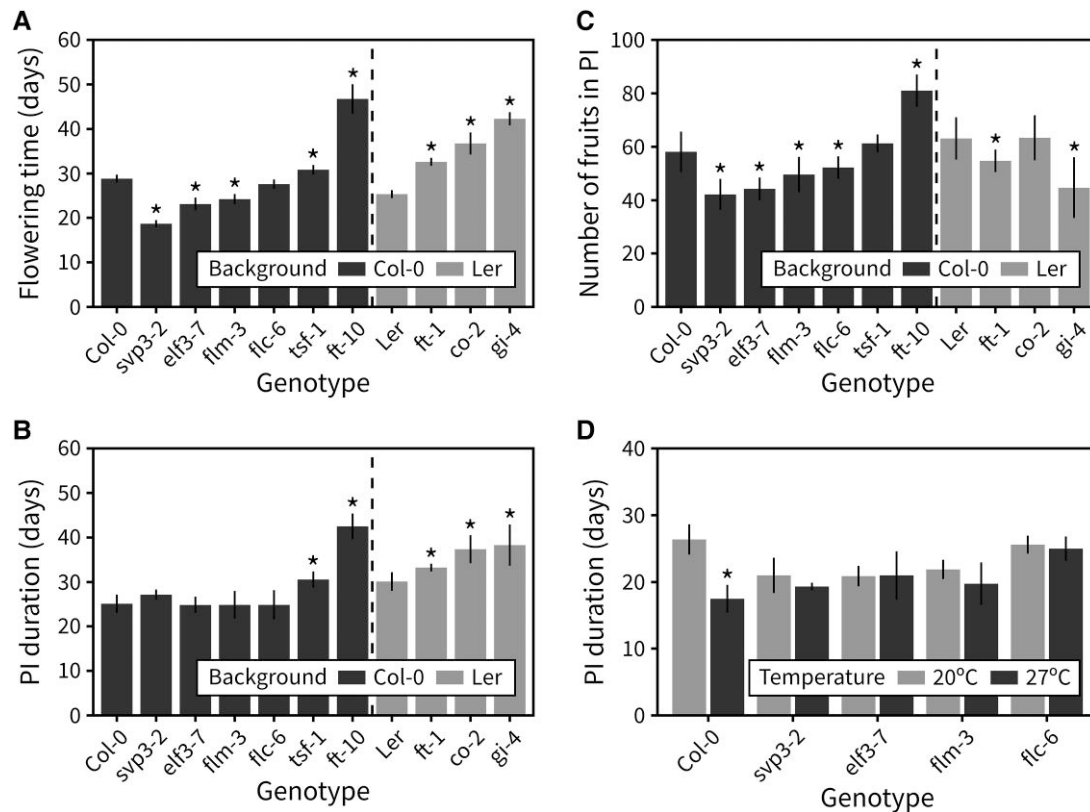 A
Flowering time (days)
60
50
40
30
20
10
0
*
*
*
*
*
*
*
*
Background Col-0 Ler
Col-0
svp3-2
elf3-7
flm-3
flc-6
tsf-1
ft-10
Ler
ft-1
co-2
gi-4
Genotype
B
PI duration (days)
60
50
40
30
20
10
0
*
*
*
*
*
Background Col-0 Ler
Col-0
svp3-2
elf3-7
flm-3
flc-6
tsf-1
ft-10
Ler
ft-1
co-2
gi-4
Genotype
C
Number of fruits in PI
100
80
60
40
20
0
*
*
*
*
*
*
*
Background Col-0 Ler
Col-0
svp3-2
elf3-7
flm-3
flc-6
tsf-1
ft-10
Ler
ft-1
co-2
gi-4
Genotype
D
PI duration (days)
40
30
20
10
0
*
Temperature 20°C 27°C
Col-0
svp3-2
elf3-7
flm-3
flc-6
Genotype